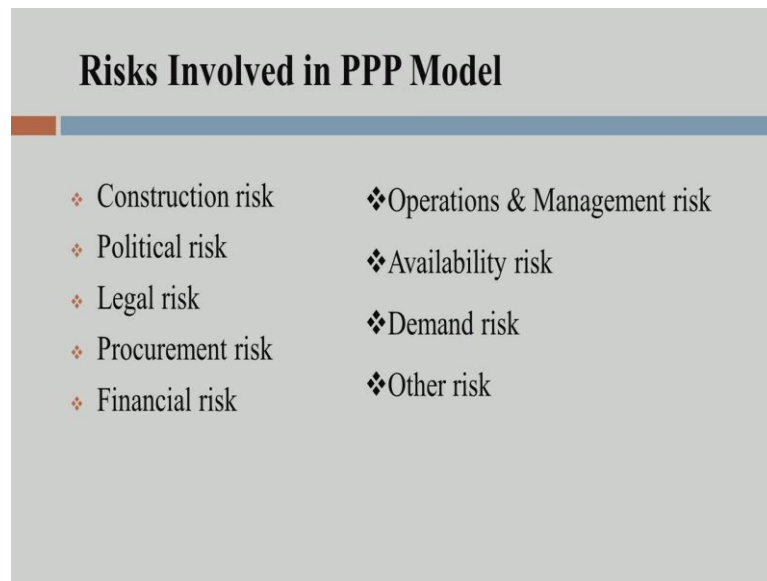 Risks Involved in PPP Model
❖ Construction risk
❖ Political risk
❖ Legal risk
❖ Procurement risk
❖ Financial risk
❖Operations & Management risk
❖Availability risk
❖Demand risk
❖Other risk